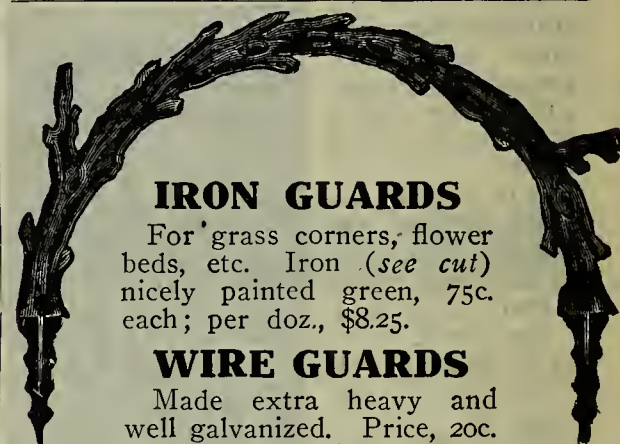 IRON GUARDS
For grass corners, flower
beds, etc. Iron (see cut)
nicely painted green, 75c.
each; per doz., $8.25.
WIRE GUARDS
Made extra heavy and
well galvanized. Price, 20c.